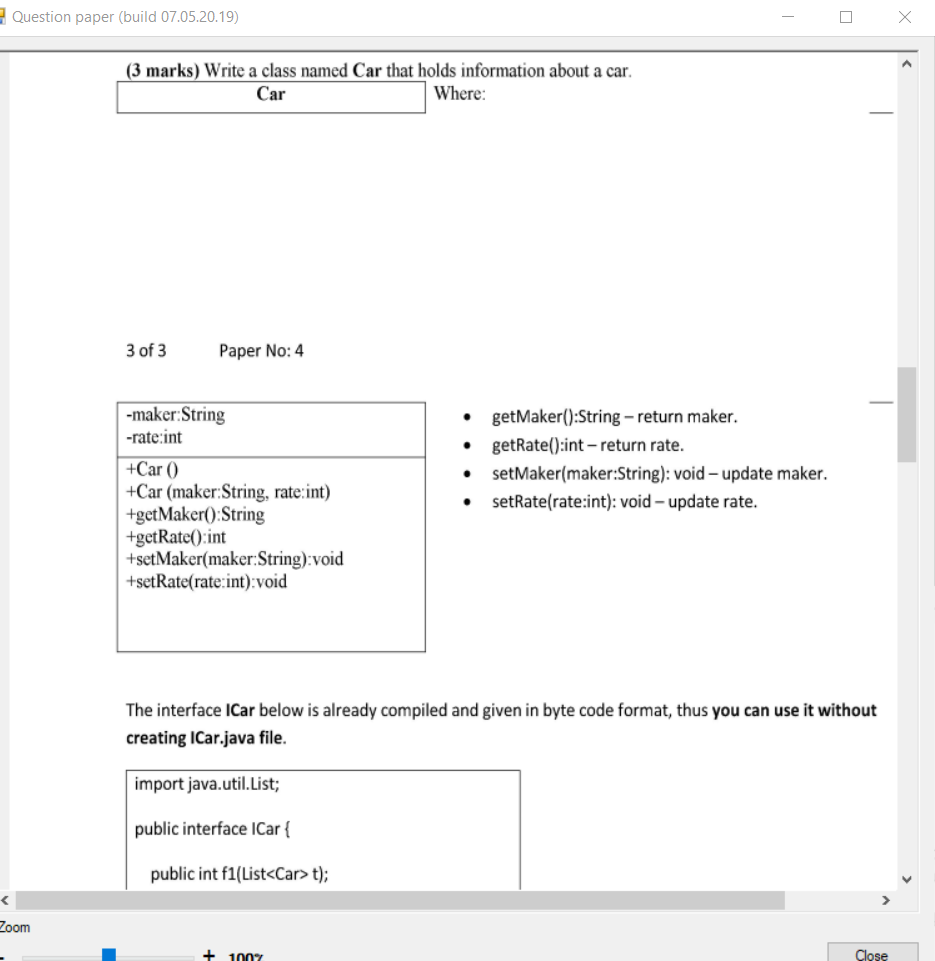 Question paper (build 07.05.20.19)
(3 marks) Write a class named Car that holds information about a car.
Car
Where:
3 of 3 Paper No: 4
-maker:String
-rate:int
+Car ()
+Car (maker:String, rate:int)
+getMaker():String
+getRate():int
+setMaker(maker:String):void
+setRate(rate:int):void
• getMaker():String – return maker.
• getRate():int – return rate.
• setMaker(maker:String): void – update maker.
• setRate(rate:int): void – update rate.
The interface ICar below is already compiled and given in byte code format, thus you can use it without
creating ICar.java file.
import java.util.List;
public interface ICar {
public int f1(List<Car> t);
Zoom
- + 100%
Close